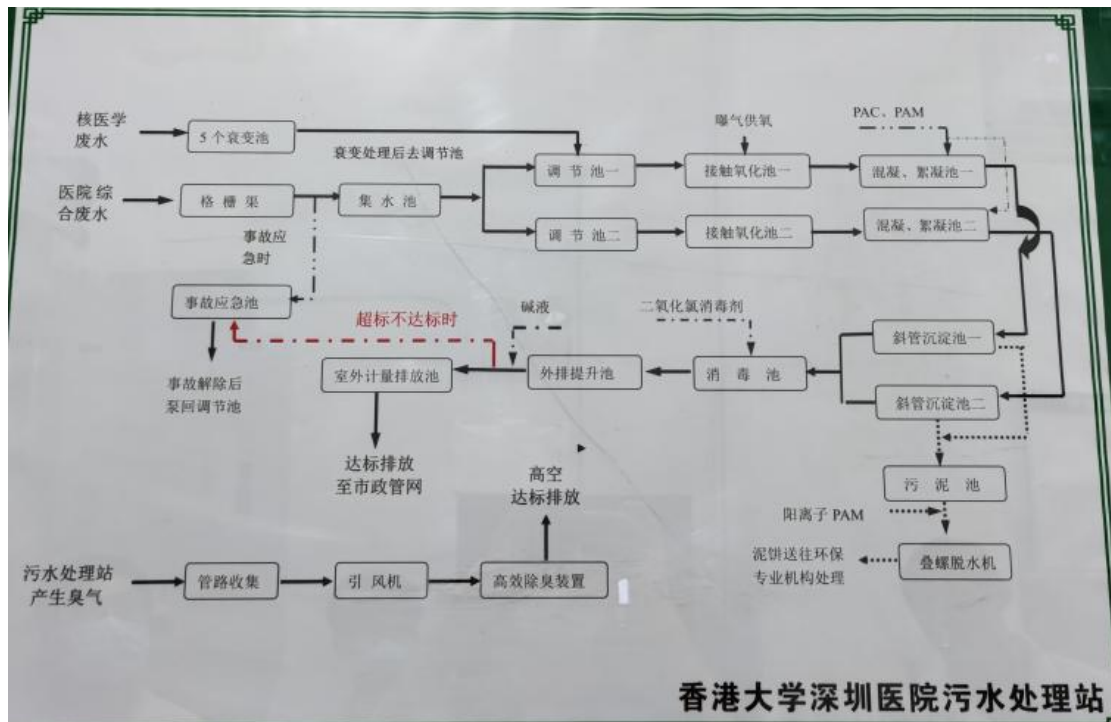 核医学
废水
5个衰变池
衰变处理后去调节池
曝气供氧
PAC、PAM
调节池一
接触氧化池一
混凝、絮凝池一
医院综
合废水
格栅渠
集水池
调节池二
接触氧化池二
混凝、絮凝池二
事故应
急时
事故应急池
超标不达标时
碱液
二氧化氯消毒剂
斜管沉淀池一
室外计量排放池
外排提升池
消毒池
斜管沉淀池二
事故解除后
泵回调节池
达标排放
至市政管网
高空
达标排放
污泥池
阳离子PAM
泥饼送往环保
专业机构处理
叠螺脱水机
污水处理站
产生臭气
管路收集
引风机
高效除臭装置
香港大学深圳医院污水处理站